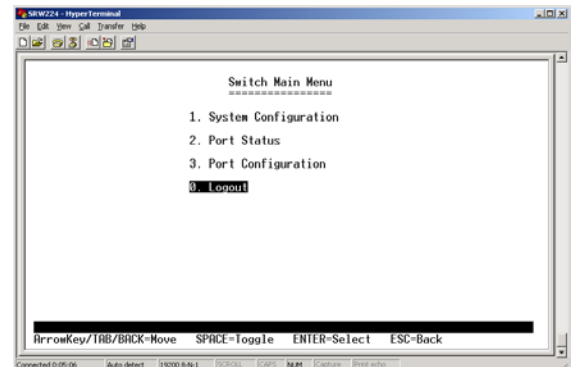 SRW224 - HyperTerminal
File Edit View Call Transfer Help
Switch Main Menu
================
1. System Configuration
2. Port Status
3. Port Configuration
0. Logout
ArrowKey/TAB/BACK=Move SPACE=Toggle ENTER=Select ESC=Back
Connected 0:05:06 Auto detect 19200 8-N-1 SCROLL CAPS NUM Capture Print echo